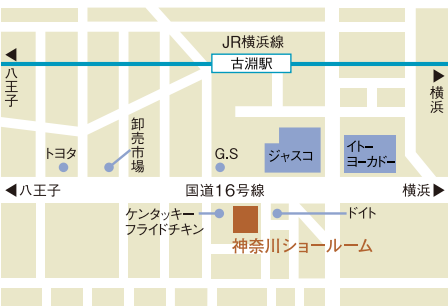 JR横浜線
古淵駅
八王子
横浜
卸売市場
トヨタ
G.S
ジャスコ
イトーヨーカドー
八王子
国道16号線
横浜
ケンタッキー
フライドチキン
ドイト
神奈川ショールーム